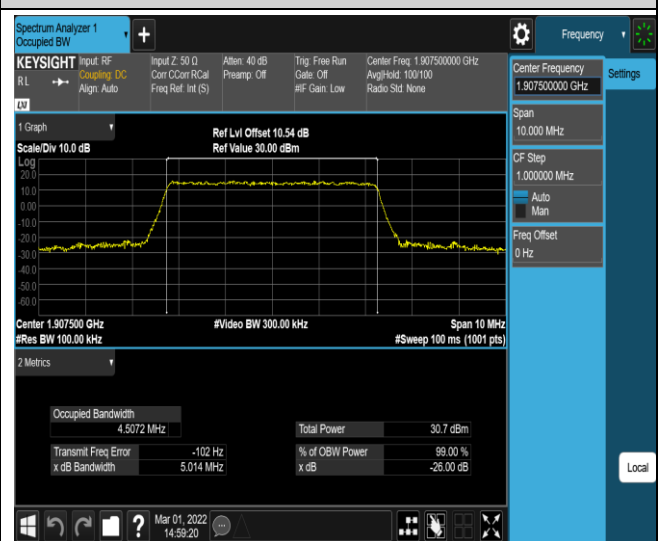 Spectrum Analyzer 1
Occupied BW
Frequency
KEYSIGHT
RL
Input: RF
Coupling: DC
Align: Auto
Input Z: 50 Ω
Corr CCorr RCal
Freq Ref: Int (S)
Atten: 40 dB
Preamp: Off
Trig: Free Run
Gate: Off
#IF Gain: Low
Center Freq: 1.907500000 GHz
Avg|Hold: 100/100
Radio Std: None
1 Graph
Scale/Div 10.0 dB
Ref Lvl Offset 10.54 dB
Ref Value 30.00 dBm
Log
20.0
10.0
0.00
-10.0
-20.0
-30.0
-40.0
-50.0
-60.0
Center 1.907500 GHz
#Video BW 300.00 kHz
Span 10 MHz
#Res BW 100.00 kHz
#Sweep 100 ms (1001 pts)
2 Metrics
Occupied Bandwidth
4.5072 MHz
Total Power
30.7 dBm
Transmit Freq Error
-102 Hz
% of OBW Power
99.00 %
x dB Bandwidth
5.014 MHz
x dB
-26.00 dB
Center Frequency
1.907500000 GHz
Settings
Span
10.000 MHz
CF Step
1.000000 MHz
Auto
Man
Freq Offset
0 Hz
Local
?
Mar 01, 2022
14:59:20